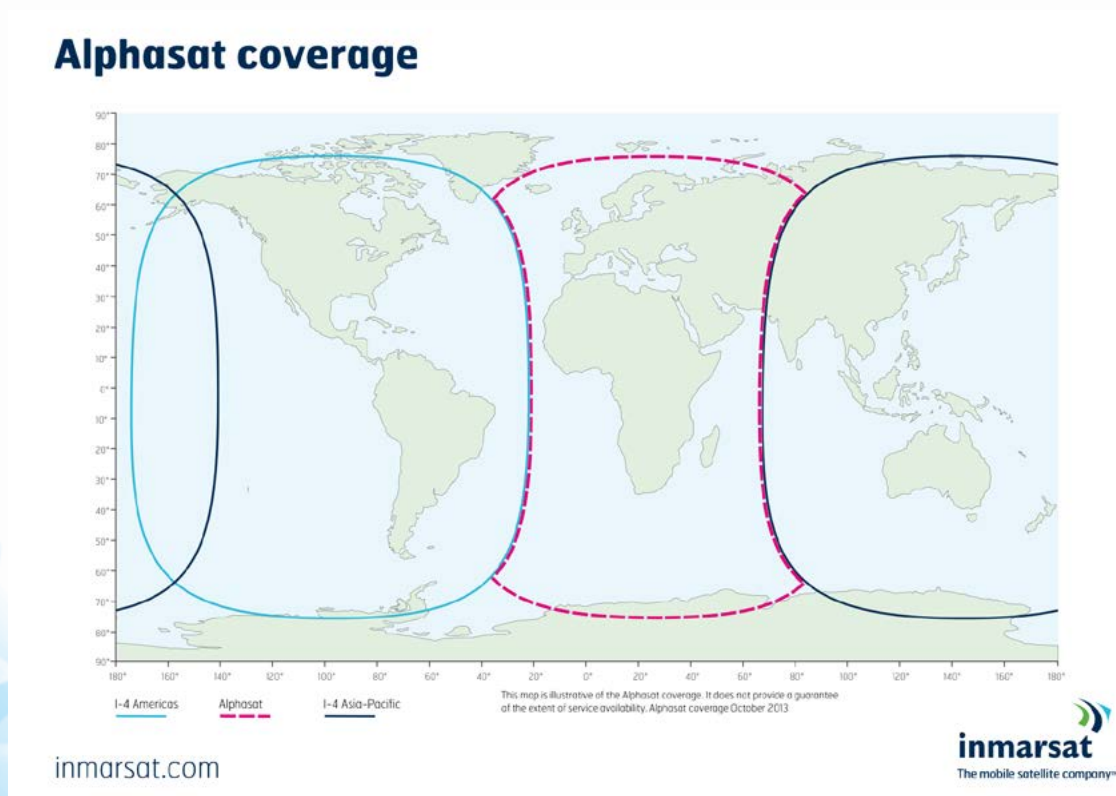 Alphasat coverage
90°
80°
70°
60°
50°
40°
30°
20°
10°
0°
10°
20°
30°
40°
50°
60°
70°
80°
90°
180° 160° 140° 120° 100° 80° 60° 40° 20° 0° 20° 40° 60° 80° 100° 120° 140° 160° 180°
I-4 Americas Alphasat I-4 Asia-Pacific
This map is illustrative of the Alphasat coverage. It does not provide a guarantee
of the extent of service availability. Alphasat coverage October 2013
inmarsat.com
inmarsat
The mobile satellite company™